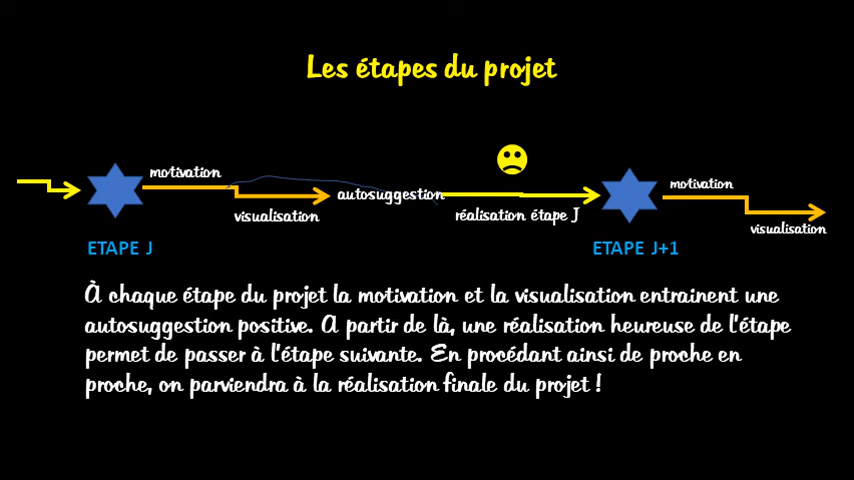 Les étapes du projet
motivation
motivation
autosuggestion
visualisation
réalisation étape J
visualisation
ETAPE J
ETAPE J+1
À chaque étape du projet la motivation et la visualisation entrainent une
autosuggestion positive. A partir de là, une réalisation heureuse de l'étape
permet de passer à l'étape suivante. En procédant ainsi de proche en
proche, on parviendra à la réalisation finale du projet !